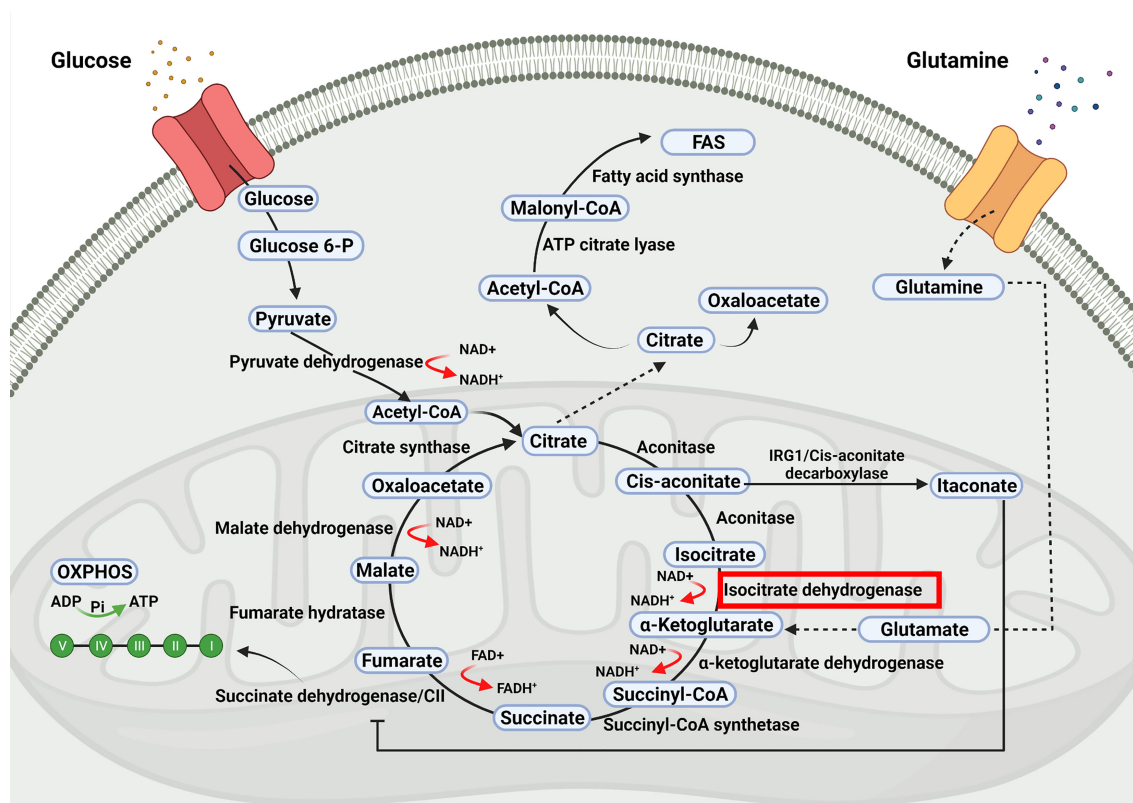 Glucose
Glutamine
FAS
Fatty acid synthase
Glucose
Malonyl-CoA
Glucose 6-P
ATP citrate lyase
Acetyl-CoA
Glutamine
Oxaloacetate
Pyruvate
Citrate
Pyruvate dehydrogenase
NAD+
NADH⁺
Acetyl-CoA
Citrate synthase
Citrate
Aconitase
IRG1/Cis-aconitate
decarboxylase
Oxaloacetate
Cis-aconitate
Itaconate
Malate dehydrogenase
NAD+
NADH⁺
Aconitase
Isocitrate
OXPHOS
Malate
NAD+
NADH⁺
Isocitrate dehydrogenase
ADP
Pi
ATP
Fumarate hydratase
α-Ketoglutarate
Glutamate
V
IV
III
II
I
Fumarate
FAD+
FADH⁺
NAD+
NADH⁺
α-ketoglutarate dehydrogenase
Succinate dehydrogenase/CII
Succinyl-CoA
Succinate
Succinyl-CoA synthetase